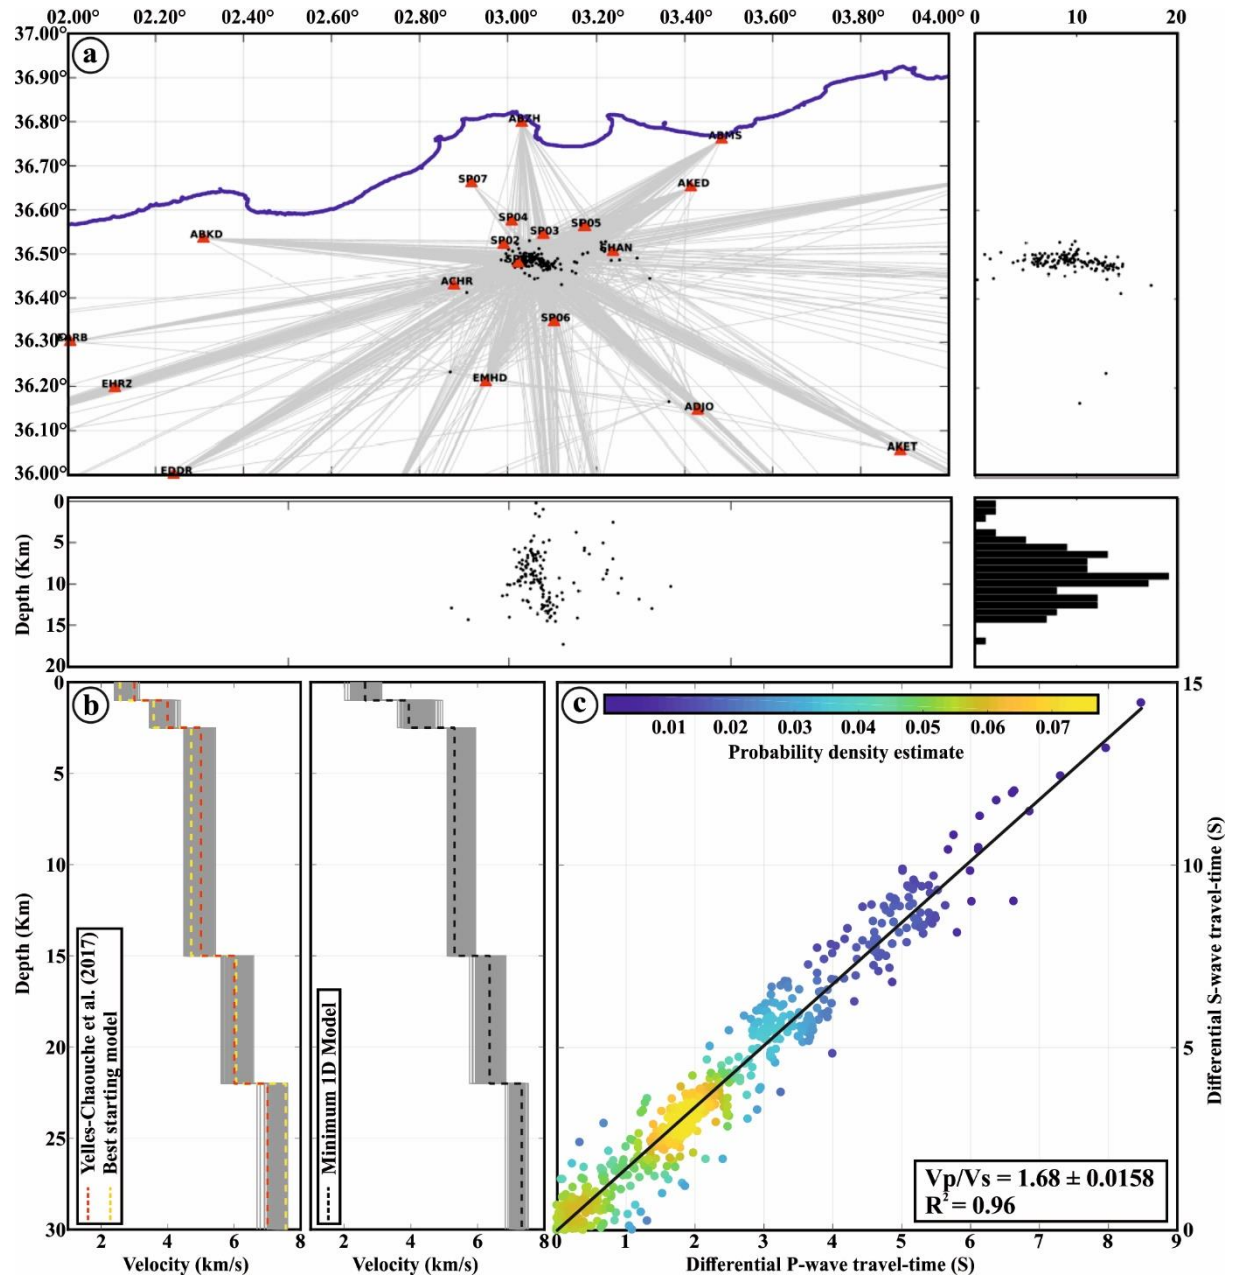 02.00° 02.20° 02.40° 02.60° 02.80° 03.00° 03.20° 03.40° 03.60° 03.80° 04.00° 0 10 20
37.00°
a
36.90°
36.80°
36.70°
36.60°
36.50°
36.40°
36.30°
36.20°
36.10°
36.00°
ABZH
ABMS
SP07
AKED
SP04
SP05
SP03
ABKD
SP02
HAN
ACHR
SP06
EHRZ
EMHD
ADJO
AKET
EDDR
Depth (Km)
0
5
10
15
20
b
0
5
10
15
20
25
30
Depth (Km)
Yelles-Chaouche et al. (2017)
Best starting model
2 4 6 8
Velocity (km/s)
Minimum 1D Model
2 4 6 8
Velocity (km/s)
c
0.01 0.02 0.03 0.04 0.05 0.06 0.07
Probability density estimate
15
10
5
0
Differential S-wave travel-time (S)
Vp/Vs = 1.68 ± 0.0158
R² = 0.96
0 1 2 3 4 5 6 7 8 9
Differential P-wave travel-time (S)